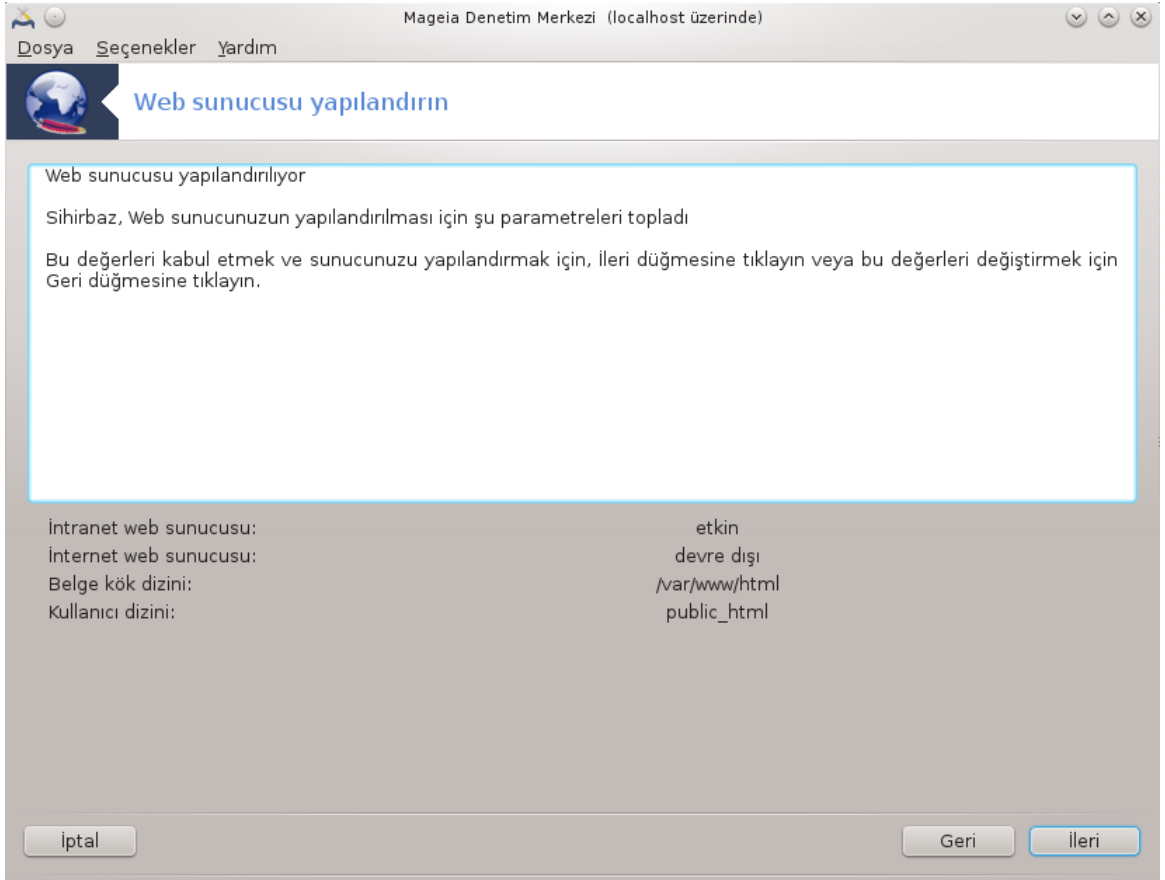 Mageia Denetim Merkezi (localhost üzerinde)
Dosya Seçenekler Yardım
Web sunucusu yapılandırın
Web sunucusu yapılandırılıyor
Sihirbaz, Web sunucunuzun yapılandırılması için şu parametreleri topladı
Bu değerleri kabul etmek ve sunucunuzu yapılandırmak için, İleri düğmesine tıklayın veya bu değerleri değiştirmek için
Geri düğmesine tıklayın.
İntranet web sunucusu: etkin
İnternet web sunucusu: devre dışı
Belge kök dizini: /var/www/html
Kullanıcı dizini: public_html
İptal Geri İleri